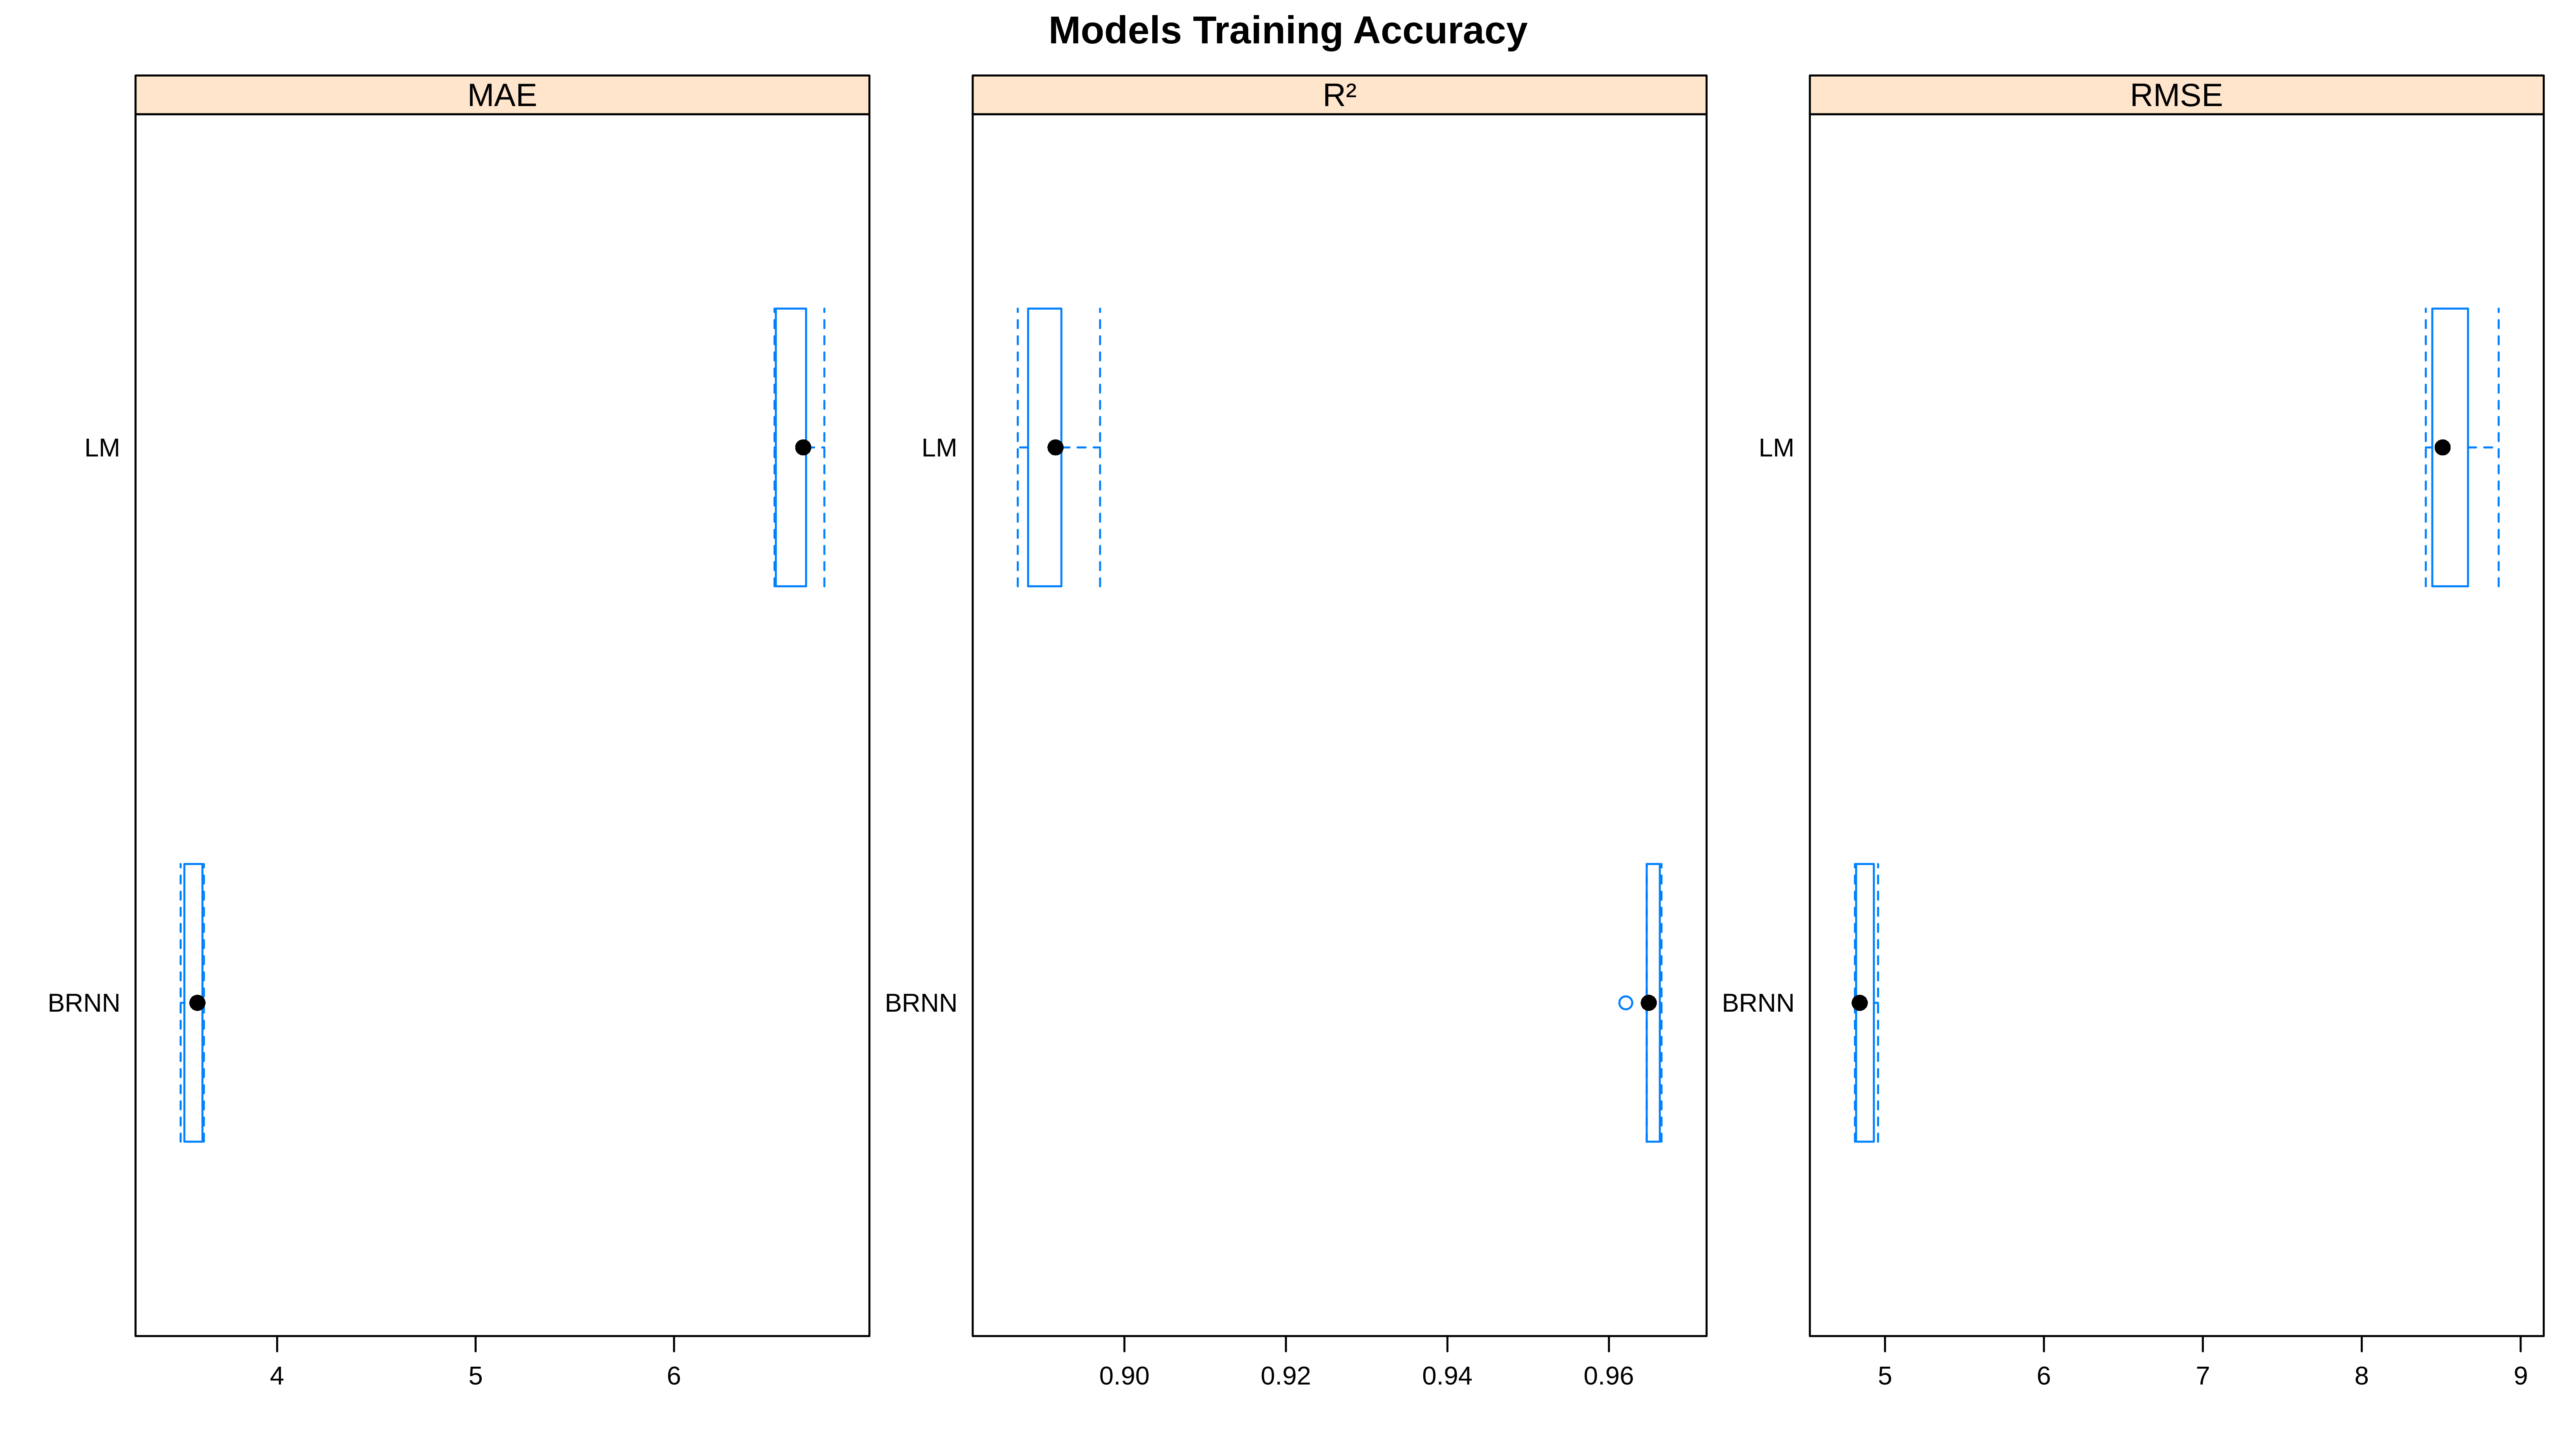 Models Training Accuracy
MAE
R²
RMSE
LM
LM
LM
BRNN
BRNN
BRNN
4 5 6
0.90 0.92 0.94 0.96
5 6 7 8 9